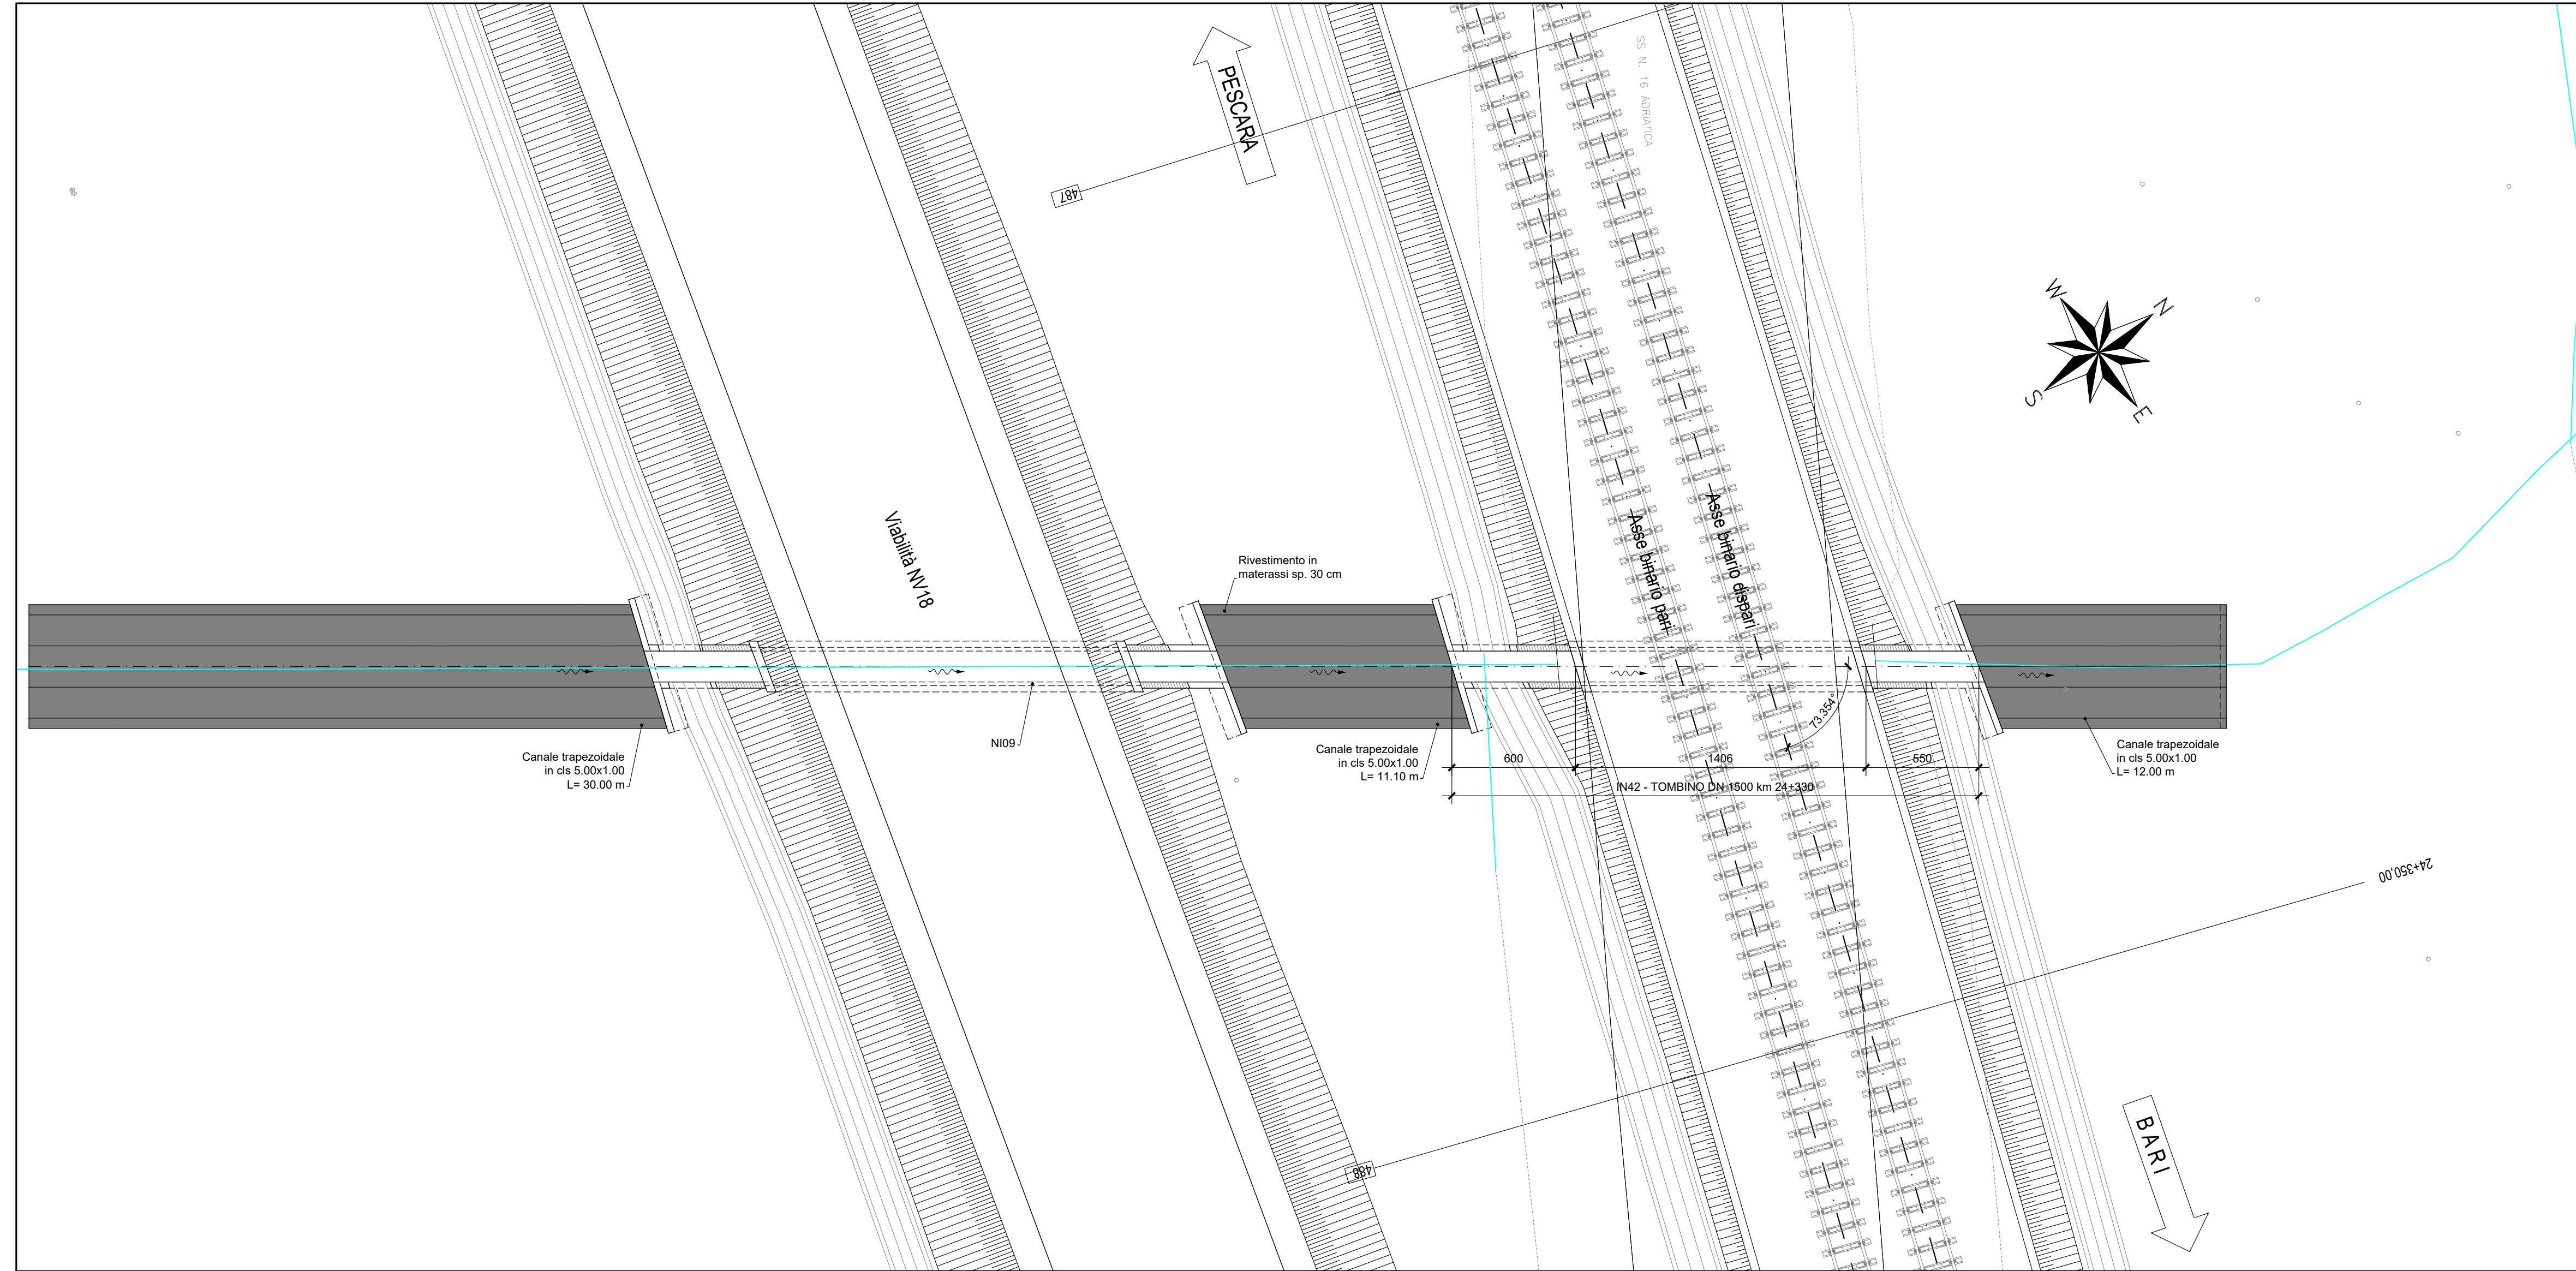 PESCARA
SS N. 16 ADRIATICA
487
W
N
S
E
Viabilità NV18
Asse binario pari
Asse binario dispari
Rivestimento in
materassi sp. 30 cm
73.354°
NI09
Canale trapezoidale
in cls 5.00x1.00
L= 30.00 m
Canale trapezoidale
in cls 5.00x1.00
L= 11.10 m
600
1406
550
IN42 - TOMBINO DN 1500 km 24+330
Canale trapezoidale
in cls 5.00x1.00
L= 12.00 m
24+350,00
488
BARI